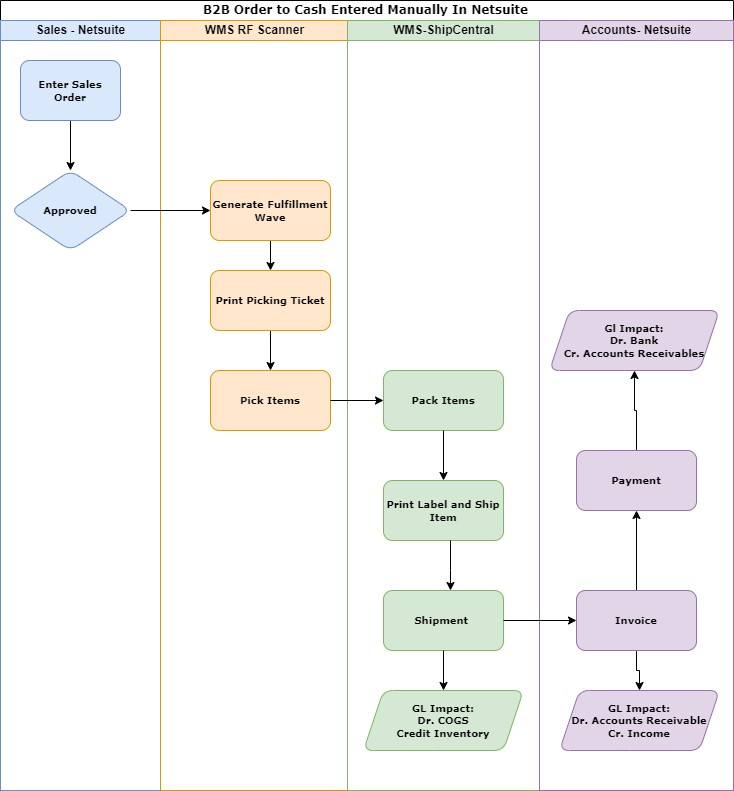 B2B Order to Cash Entered Manually In Netsuite
Sales - Netsuite
WMS RF Scanner
WMS-ShipCentral
Accounts- Netsuite
Enter Sales
Order
Approved
Generate Fulfillment
Wave
Print Picking Ticket
Pick Items
Pack Items
Print Label and Ship
Item
Shipment
GL Impact:
Dr. COGS
Credit Inventory
Gl Impact:
Dr. Bank
Cr. Accounts Receivables
Payment
Invoice
GL Impact:
Dr. Accounts Receivable
Cr. Income